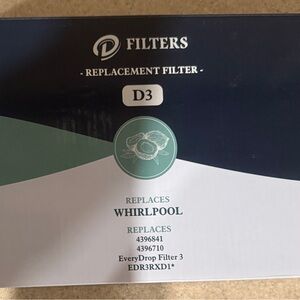 FILTERS
- REPLACEMENT FILTER -
D3
REPLACES
WHIRLPOOL
REPLACES
4396841
4396710
EveryDrop Filter 3
EDR3RXD1*